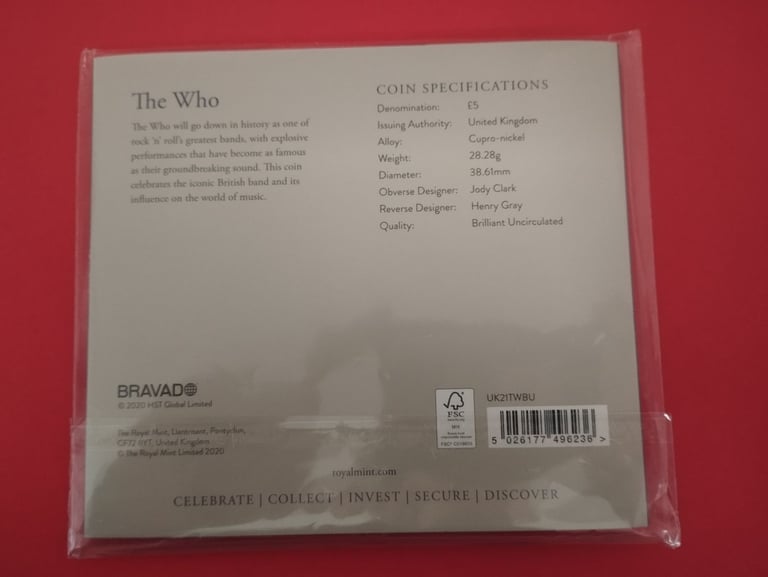 The Who
The Who will go down in history as one of
rock 'n' roll's greatest bands, with explosive
performances that have become as famous
as their groundbreaking sound. This coin
celebrates the iconic British band and its
influence on the world of music.
COIN SPECIFICATIONS
Denomination: £5
Issuing Authority: United Kingdom
Alloy: Cupro-nickel
Weight: 28.28g
Diameter: 38.61mm
Obverse Designer: Jody Clark
Reverse Designer: Henry Gray
Quality: Brilliant Uncirculated
BRAVADO
© 2020 HST Global Limited
The Royal Mint, Llantrisant, Pontyclun,
CF72 8YT, United Kingdom
© The Royal Mint Limited 2020
FSC
MIX
UK21TWBU
5 026177 496236 >
royalmint.com
CELEBRATE | COLLECT | INVEST | SECURE | DISCOVER